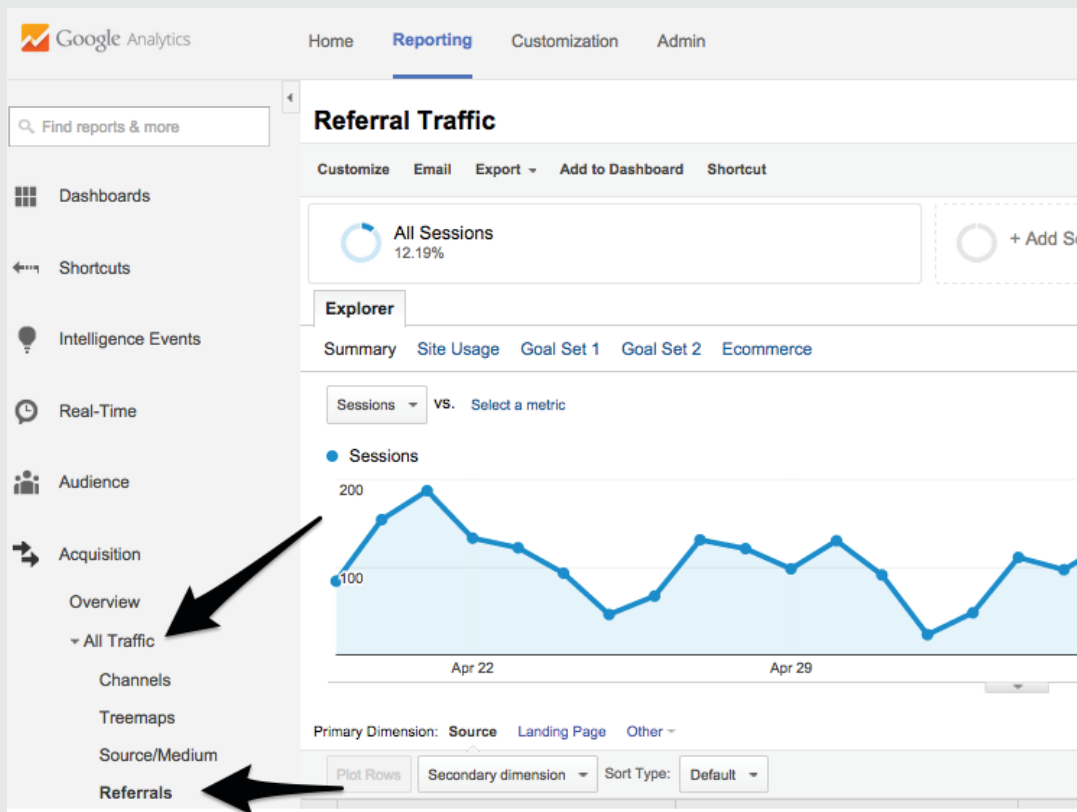 Google Analytics
Home Reporting Customization Admin
Find reports & more
Dashboards
Shortcuts
Intelligence Events
Real-Time
Audience
Acquisition
Overview
All Traffic
Channels
Treemaps
Source/Medium
Referrals
Referral Traffic
Customize Email Export Add to Dashboard Shortcut
All Sessions
12.19%
+ Add
Explorer
Summary Site Usage Goal Set 1 Goal Set 2 Ecommerce
Sessions VS. Select a metric
Sessions
200
100
Apr 22 Apr 29
Primary Dimension: Source Landing Page Other
Plot Rows Secondary dimension Sort Type: Default